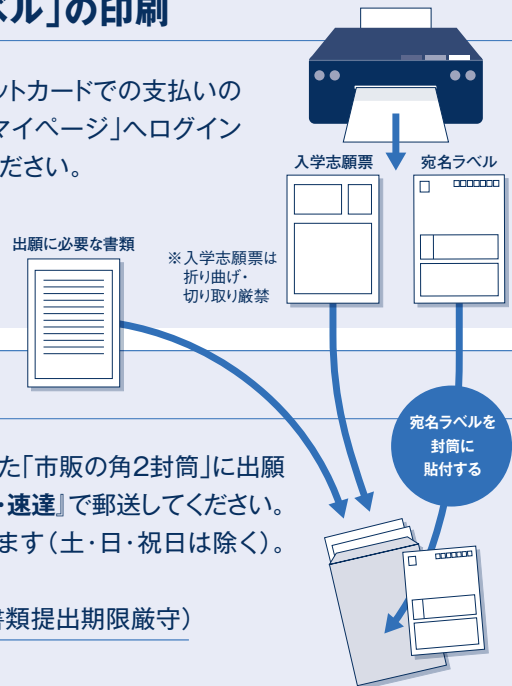 ベル」の印刷
ットカードでの支払いの
マイページ」へログイン
ださい。
入学志願票
宛名ラベル
出願に必要な書類
※入学志願票は
折り曲げ・
切り取り厳禁
宛名ラベルを
封筒に
貼付する
た「市販の角2封筒」に出願
・速達』で郵送してください。
ます（土・日・祝日は除く）。
書類提出期限厳守）